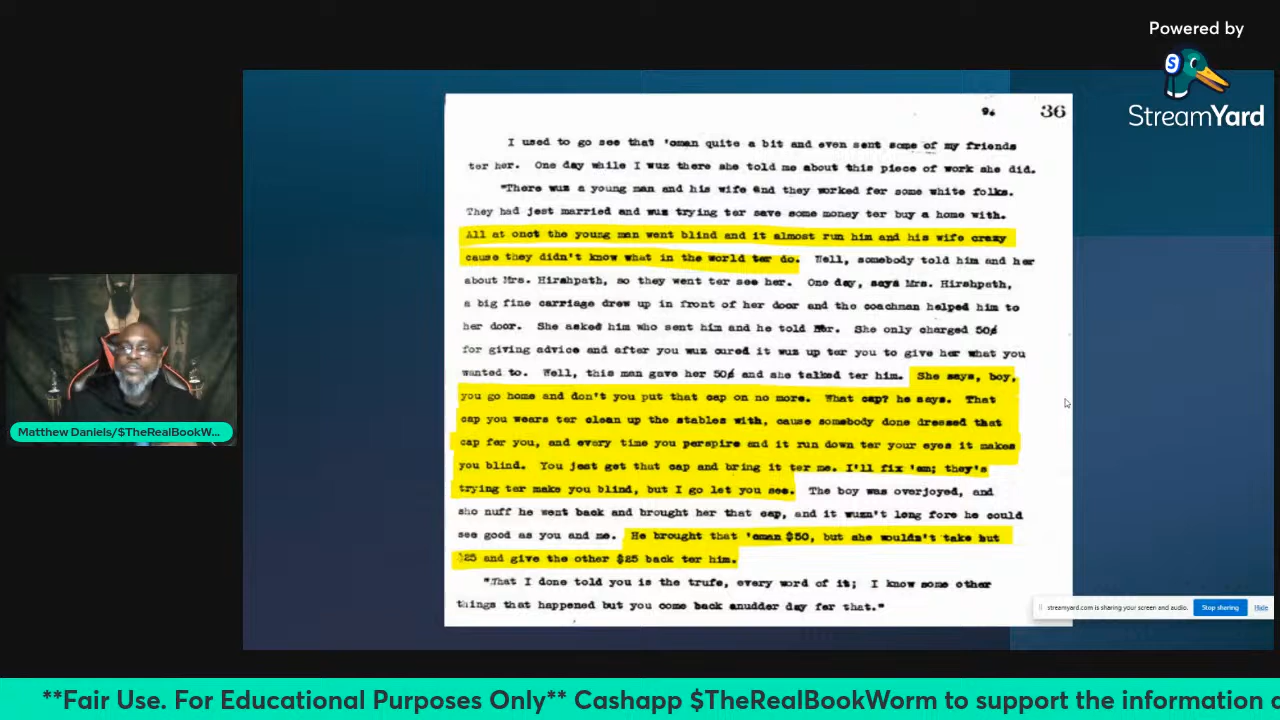 Powered by
StreamYard
96 36
I used to go see that 'oman quite a bit and even sent some of my friends
ter her. One day while I wuz there she told me about this piece of work she did.
"There wuz a young man and his wife and they worked fer some white folks.
They had jest married and wuz trying ter save some money ter buy a home with.
All at onct the young man went blind and it almost run him and his wife crazy
cause they didn't know what in the world ter do. Well, somebody told him and her
about Mrs. Hirshpath, so they went ter see her. One day, says Mrs. Hirshpath,
a big fine carriage drew up in front of her door and the coachman helped him to
her door. She asked him who sent him and he told her. She only charged 50¢
for giving advice and after you wuz cured it wuz up ter you to give her what you
wanted to. Well, this man gave her 50¢ and she talked ter him. She says, boy,
you go home and don't you put that cap on no more. What cap? he says. That
cap you wears ter clean up the stables with, cause somebody done dressed that
cap fer you, and every time you perspire and it run down ter your eyes it makes
you blind. You jest get that cap and bring it ter me. I'll fix 'em; they's
trying ter make you blind, but I go let you see. The boy was overjoyed, and
sho nuff he went back and brought her that cap, and it wuzn't long fore he could
see good as you and me. He brought that 'oman $50, but she wouldn't take but
$25 and give the other $25 back ter him.
"What I done told you is the trufe, every word of it; I know some other
things that happened but you come back anudder day fer that."
Matthew Daniels/$TheRealBookW...
streamyard.com is sharing your screen and audio. Stop sharing Hide
**Fair Use. For Educational Purposes Only** Cashapp $TheRealBookWorm to support the information